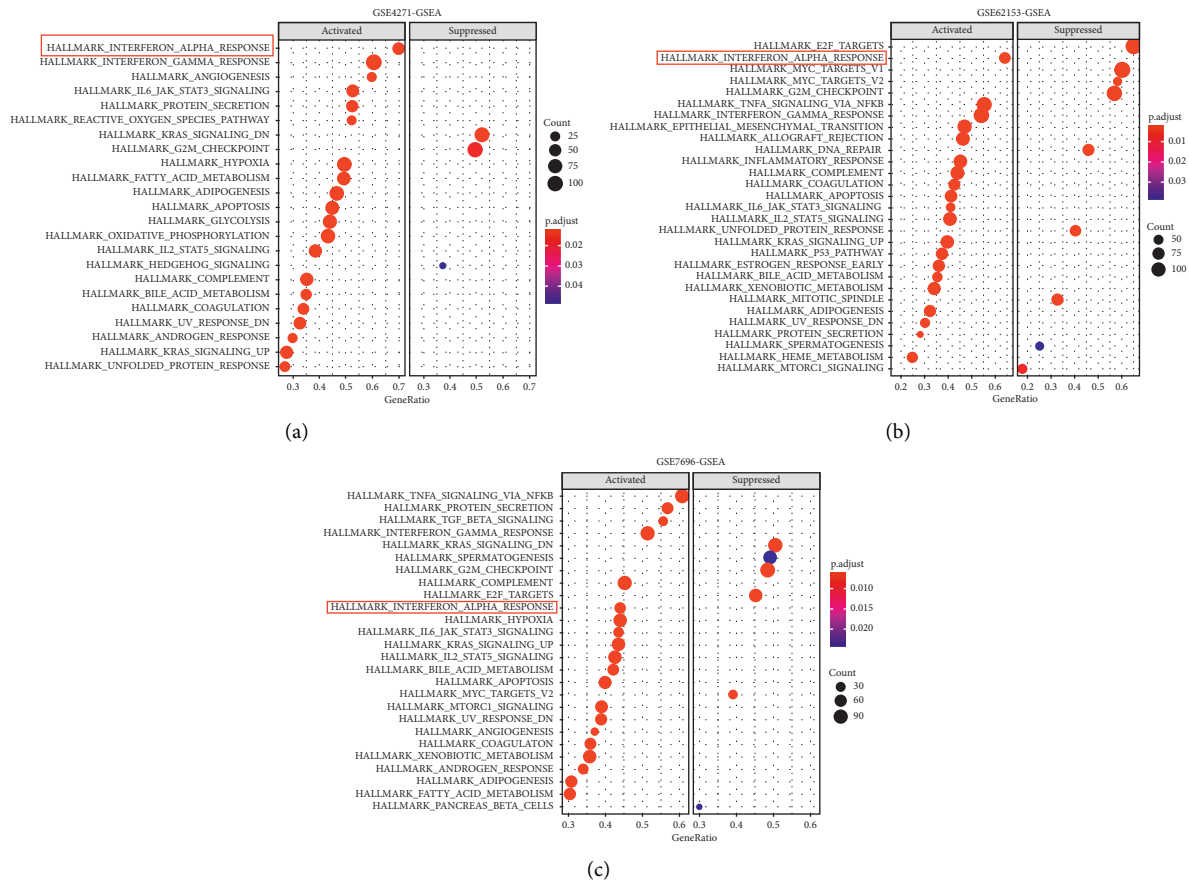 GSE4271-GSEA
Activated
Suppressed
HALLMARK_INTERFERON_ALPHA_RESPONSE
HALLMARK_INTERFERON_GAMMA_RESPONSE
HALLMARK_ANGIOGENESIS
HALLMARK_IL6_JAK_STAT3_SIGNALING
HALLMARK_PROTEIN_SECRETION
HALLMARK_REACTIVE_OXYGEN_SPECIES_PATHWAY
HALLMARK_KRAS_SIGNALING_DN
HALLMARK_G2M_CHECKPOINT
HALLMARK_HYPOXIA
HALLMARK_FATTY_ACID_METABOLISM
HALLMARK_ADIPOGENESIS
HALLMARK_APOPTOSIS
HALLMARK_GLYCOLYSIS
HALLMARK_OXIDATIVE_PHOSPHORYLATION
HALLMARK_IL2_STAT5_SIGNALING
HALLMARK_HEDGEHOG_SIGNALING
HALLMARK_COMPLEMENT
HALLMARK_BILE_ACID_METABOLISM
HALLMARK_COAGULATION
HALLMARK_UV_RESPONSE_DN
HALLMARK_ANDROGEN_RESPONSE
HALLMARK_KRAS_SIGNALING_UP
HALLMARK_UNFOLDED_PROTEIN_RESPONSE
0.3 0.4 0.5 0.6 0.7
0.3 0.4 0.5 0.6 0.7
GeneRatio
Count
25
50
75
100
p.adjust
0.02
0.03
0.04
(a)
GSE62153-GSEA
Activated
Suppressed
HALLMARK_E2F_TARGETS
HALLMARK_INTERFERON_ALPHA_RESPONSE
HALLMARK_MYC_TARGETS_V1
HALLMARK_MYC_TARGETS_V2
HALLMARK_G2M_CHECKPOINT
HALLMARK_TNFA_SIGNALING_VIA_NFKB
HALLMARK_INTERFERON_GAMMA_RESPONSE
HALLMARK_EPITHELIAL_MESENCHYMAL_TRANSITION
HALLMARK_ALLOGRAFT_REJECTION
HALLMARK_DNA_REPAIR
HALLMARK_INFLAMMATORY_RESPONSE
HALLMARK_COMPLEMENT
HALLMARK_COAGULATION
HALLMARK_APOPTOSIS
HALLMARK_IL6_JAK_STAT3_SIGNALING
HALLMARK_IL2_STAT5_SIGNALING
HALLMARK_UNFOLDED_PROTEIN_RESPONSE
HALLMARK_KRAS_SIGNALING_UP
HALLMARK_P53_PATHWAY
HALLMARK_ESTROGEN_RESPONSE_EARLY
HALLMARK_BILE_ACID_METABOLISM
HALLMARK_XENOBIOTIC_METABOLISM
HALLMARK_MITOTIC_SPINDLE
HALLMARK_ADIPOGENESIS
HALLMARK_UV_RESPONSE_DN
HALLMARK_PROTEIN_SECRETION
HALLMARK_SPERMATOGENESIS
HALLMARK_HEME_METABOLISM
HALLMARK_MTORC1_SIGNALING
0.2 0.3 0.4 0.5 0.6
0.2 0.3 0.4 0.5 0.6
GeneRatio
p.adjust
0.01
0.02
0.03
Count
50
75
100
(b)
GSE7696-GSEA
Activated
Suppressed
HALLMARK_TNFA_SIGNALING_VIA_NFKB
HALLMARK_PROTEIN_SECRETION
HALLMARK_TGF_BETA_SIGNALING
HALLMARK_INTERFERON_GAMMA_RESPONSE
HALLMARK_KRAS_SIGNALING_DN
HALLMARK_SPERMATOGENESIS
HALLMARK_G2M_CHECKPOINT
HALLMARK_COMPLEMENT
HALLMARK_E2F_TARGETS
HALLMARK_INTERFERON_ALPHA_RESPONSE
HALLMARK_HYPOXIA
HALLMARK_IL6_JAK_STAT3_SIGNALING
HALLMARK_KRAS_SIGNALING_UP
HALLMARK_IL2_STAT5_SIGNALING
HALLMARK_BILE_ACID_METABOLISM
HALLMARK_APOPTOSIS
HALLMARK_MYC_TARGETS_V2
HALLMARK_MTORC1_SIGNALING
HALLMARK_UV_RESPONSE_DN
HALLMARK_ANGIOGENESIS
HALLMARK_COAGULATON
HALLMARK_XENOBIOTIC_METABOLISM
HALLMARK_ANDROGEN_RESPONSE
HALLMARK_ADIPOGENESIS
HALLMARK_FATTY_ACID_METABOLISM
HALLMARK_PANCREAS_BETA_CELLS
0.3 0.4 0.5 0.6
0.3 0.4 0.5 0.6
GeneRatio
p.adjust
0.010
0.015
0.020
Count
30
60
90
(c)